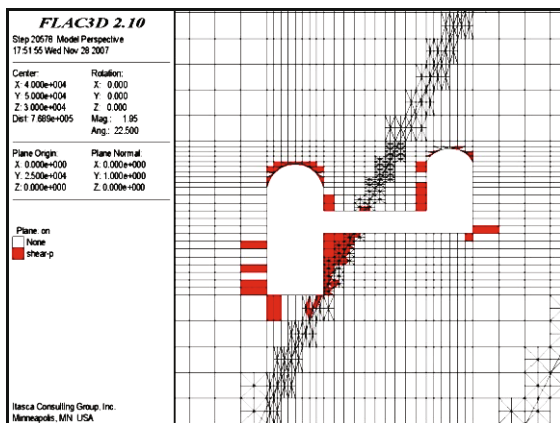 FLAC3D 2.10
Step 20578 Model Perspective
17:51:55 Wed Nov 28 2007
Center: Rotation:
X: 4.000e+004 X: 0.000
Y: 5.000e+004 Y: 0.000
Z: 3.000e+004 Z: 0.000
Dist: 7.689e+005 Mag.: 1.95
Ang.: 22.500
Plane Origin: Plane Normal:
X: 0.000e+000 X: 0.000e+000
Y: 2.500e+004 Y: 1.000e+000
Z: 0.000e+000 Z: 0.000e+000
Plane: on
None
shear-p
Itasca Consulting Group, Inc.
Minneapolis, MN USA